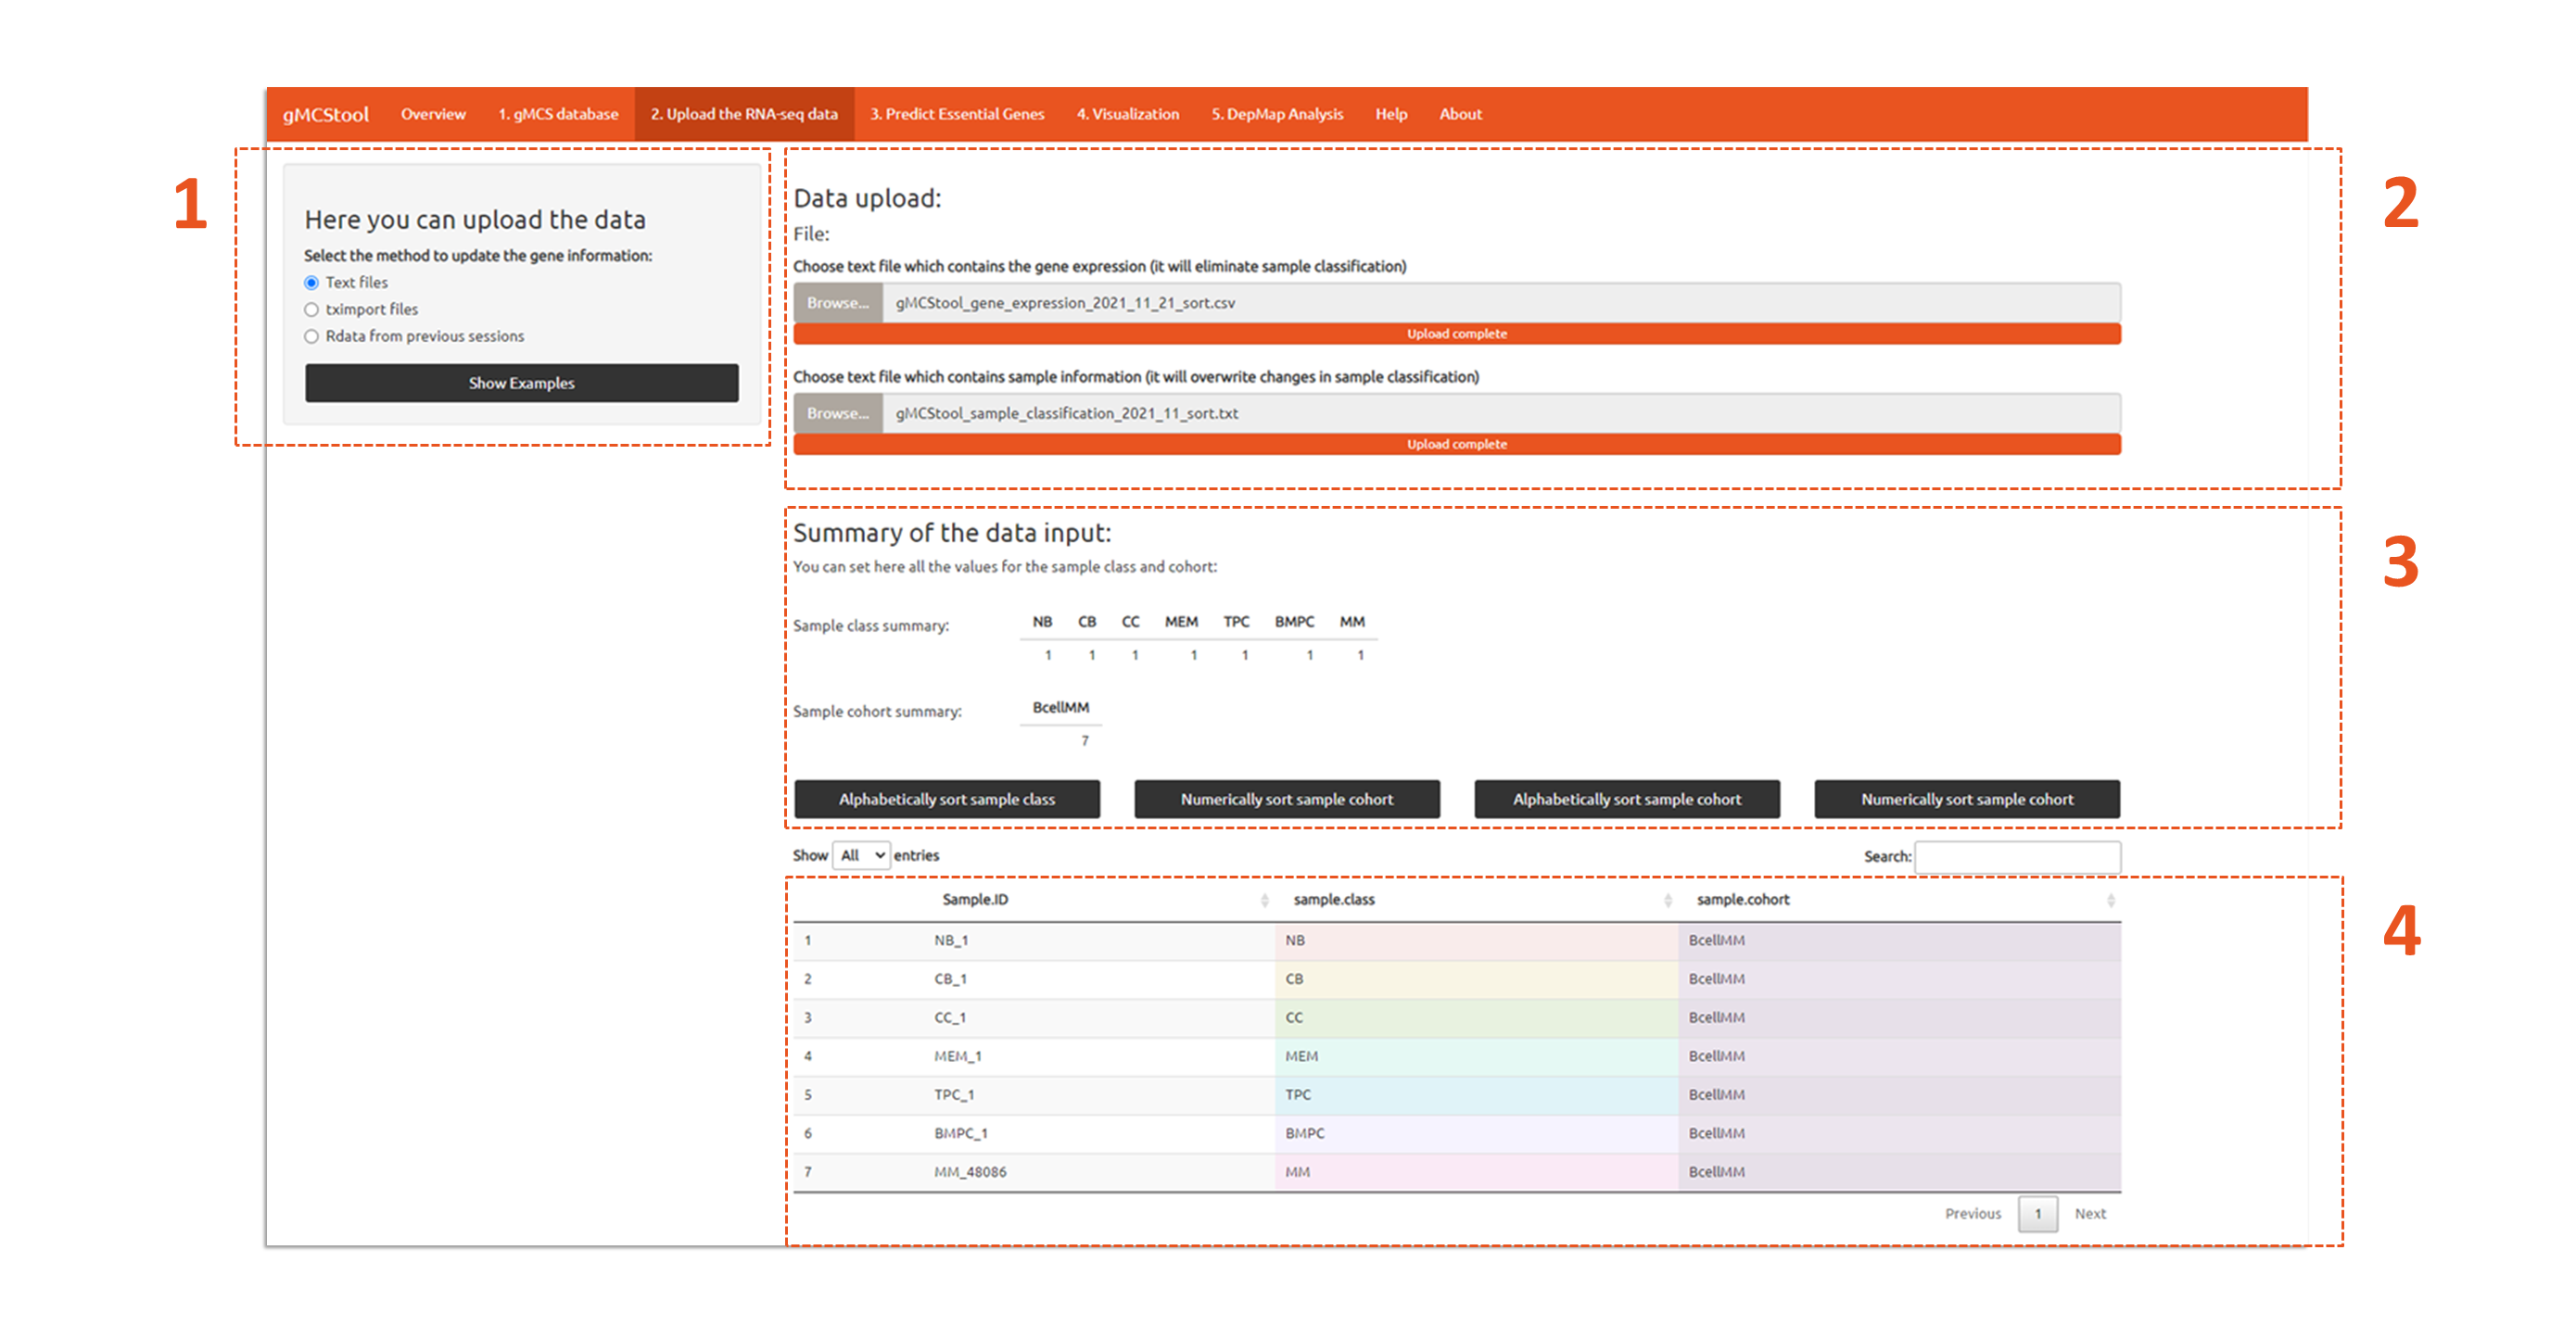 gMCStool Overview 1. gMCS database 2. Upload the RNA-seq data 3. Predict Essential Genes 4. Visualization 5. DepMap Analysis Help About
1
Here you can upload the data
Select the method to update the gene information:
Text files
tximport files
Rdata from previous sessions
Show Examples
2
Data upload:
File:
Choose text file which contains the gene expression (it will eliminate sample classification)
Browse... gMCStool_gene_expression_2021_11_21_sort.csv
Upload complete
Choose text file which contains sample information (it will overwrite changes in sample classification)
Browse... gMCStool_sample_classification_2021_11_sort.txt
Upload complete
3
Summary of the data input:
You can set here all the values for the sample class and cohort:
Sample class summary: NB CB CC MEM TPC BMPC MM
1 1 1 1 1 1 1
Sample cohort summary: BcellMM
7
Alphabetically sort sample class Numerically sort sample cohort Alphabetically sort sample cohort Numerically sort sample cohort
Show All entries Search:
4
Sample.ID sample.class sample.cohort
1 NB_1 NB BcellMM
2 CB_1 CB BcellMM
3 CC_1 CC BcellMM
4 MEM_1 MEM BcellMM
5 TPC_1 TPC BcellMM
6 BMPC_1 BMPC BcellMM
7 MM_48086 MM BcellMM
Previous 1 Next